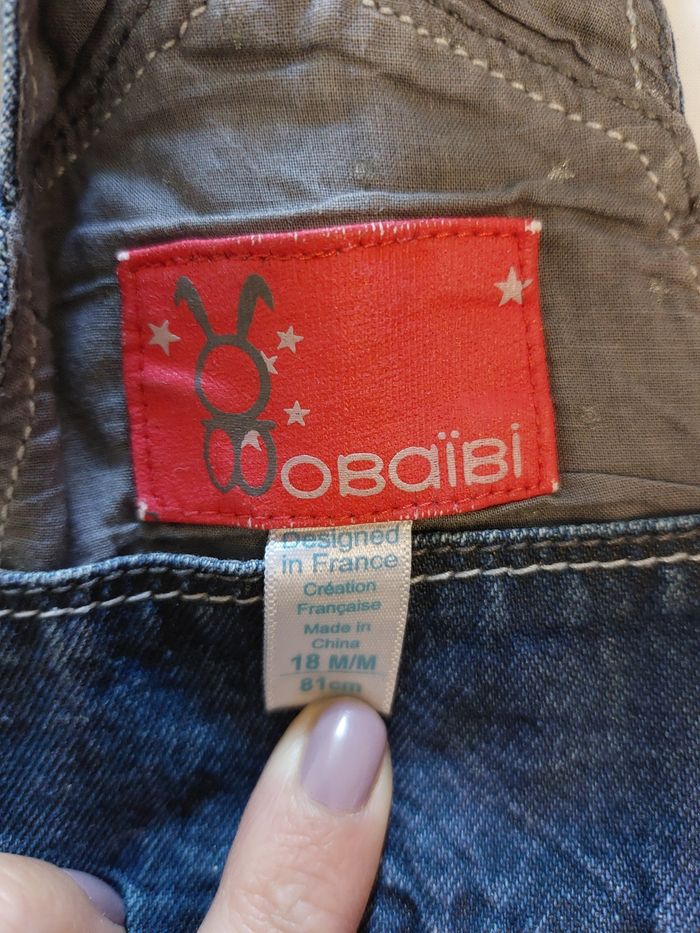 OBaïBi
Designed
in France
Création
Française
Made in
China
18 M/M
81cm